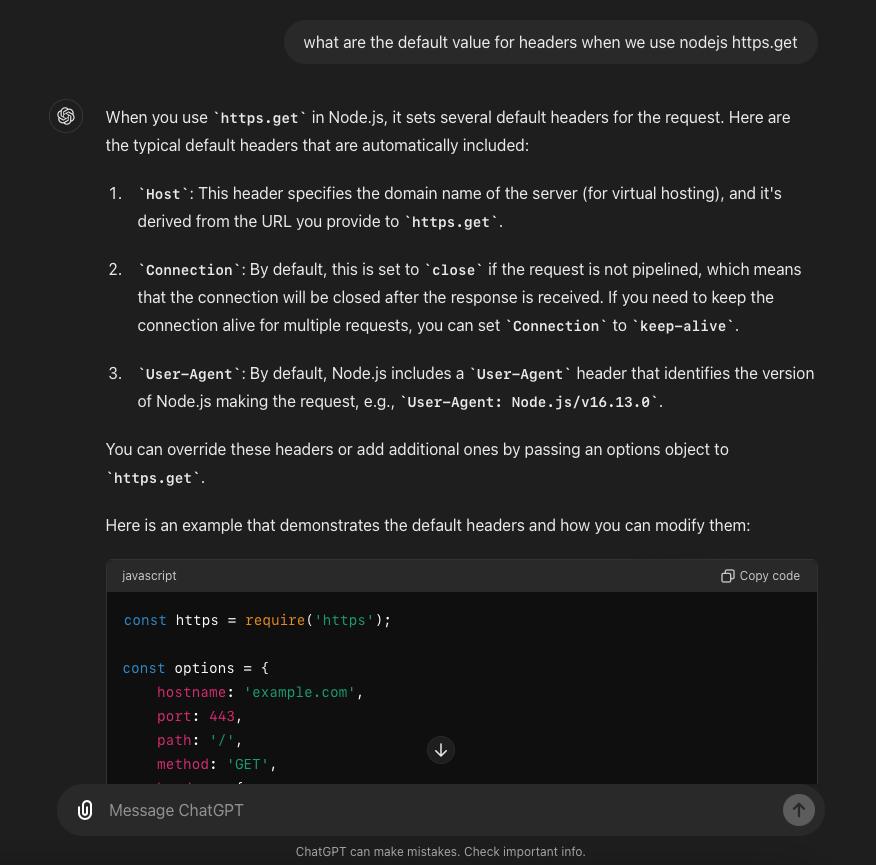 what are the default value for headers when we use nodejs https.get
When you use `https.get` in Node.js, it sets several default headers for the request. Here are
the typical default headers that are automatically included:
1. `Host`: This header specifies the domain name of the server (for virtual hosting), and it's
derived from the URL you provide to `https.get`.
2. `Connection`: By default, this is set to `close` if the request is not pipelined, which means
that the connection will be closed after the response is received. If you need to keep the
connection alive for multiple requests, you can set `Connection` to `keep-alive`.
3. `User-Agent`: By default, Node.js includes a `User-Agent` header that identifies the version
of Node.js making the request, e.g., `User-Agent: Node.js/v16.13.0`.
You can override these headers or add additional ones by passing an options object to
`https.get`.
Here is an example that demonstrates the default headers and how you can modify them:
javascript Copy code
const https = require('https');
const options = {
    hostname: 'example.com',
    port: 443,
    path: '/',
    method: 'GET',
Message ChatGPT
ChatGPT can make mistakes. Check important info.